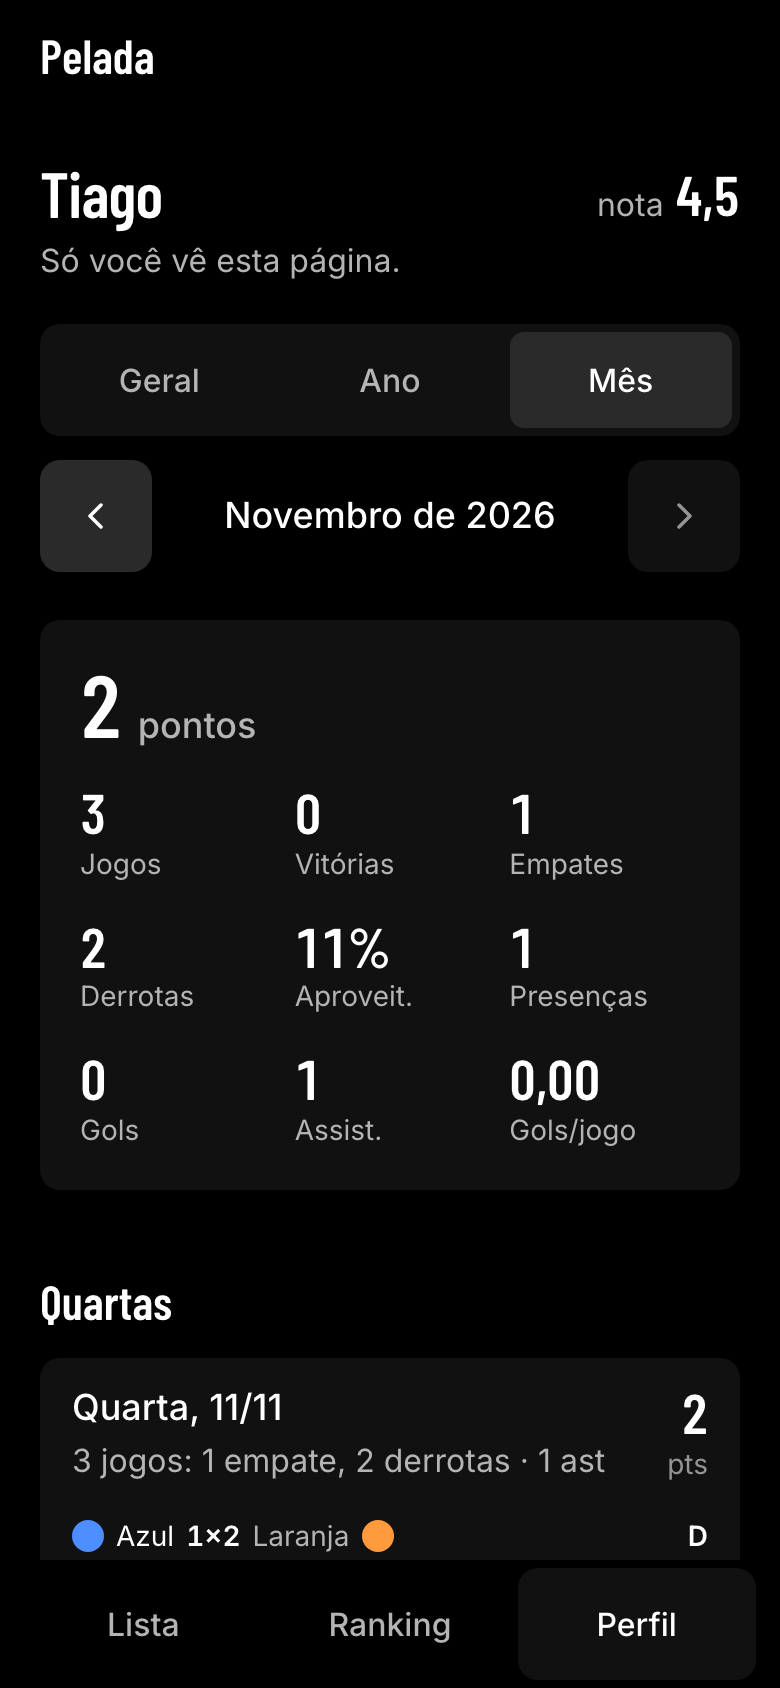 Pelada
Tiago
nota 4,5
Só você vê esta página.
Geral Ano Mês
Novembro de 2026
2 pontos
3 0 1
Jogos Vitórias Empates
2 11% 1
Derrotas Aproveit. Presenças
0 1 0,00
Gols Assist. Gols/jogo
Quartas
Quarta, 11/11 2
3 jogos: 1 empate, 2 derrotas · 1 ast pts
Azul 1×2 Laranja D
Lista Ranking Perfil